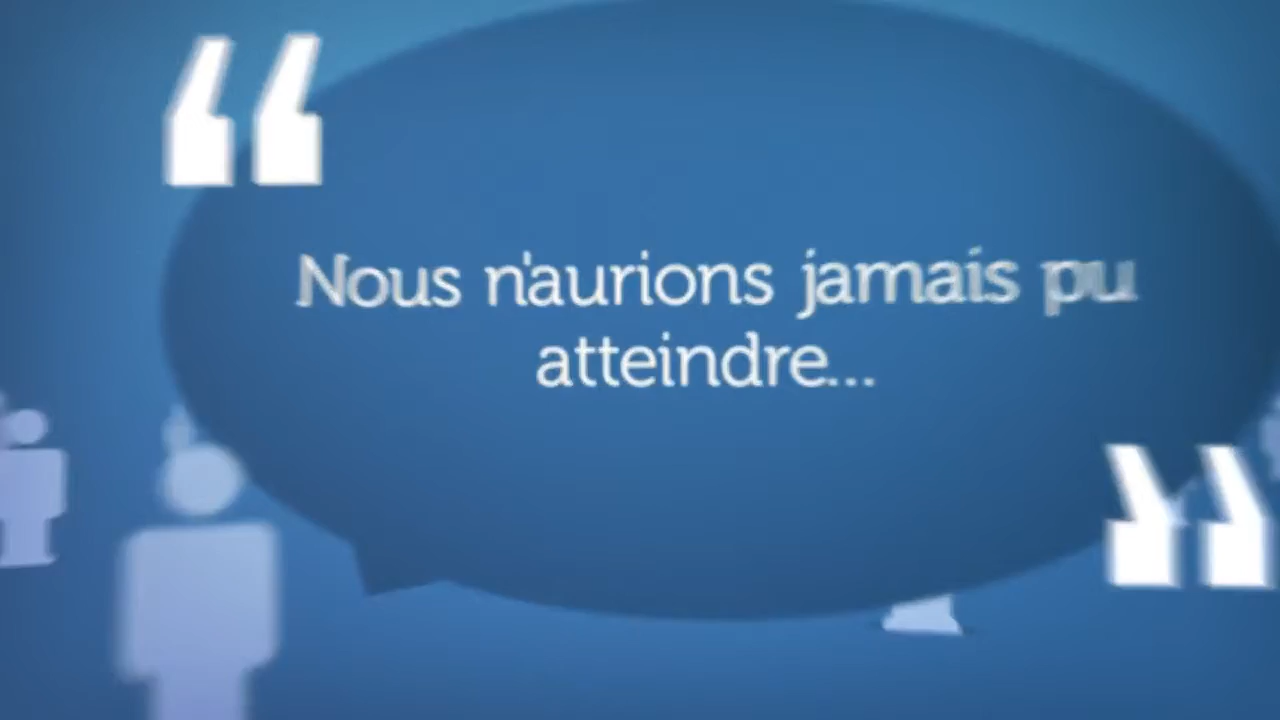 “
Nous n'aurions jamais pu
atteindre...
”